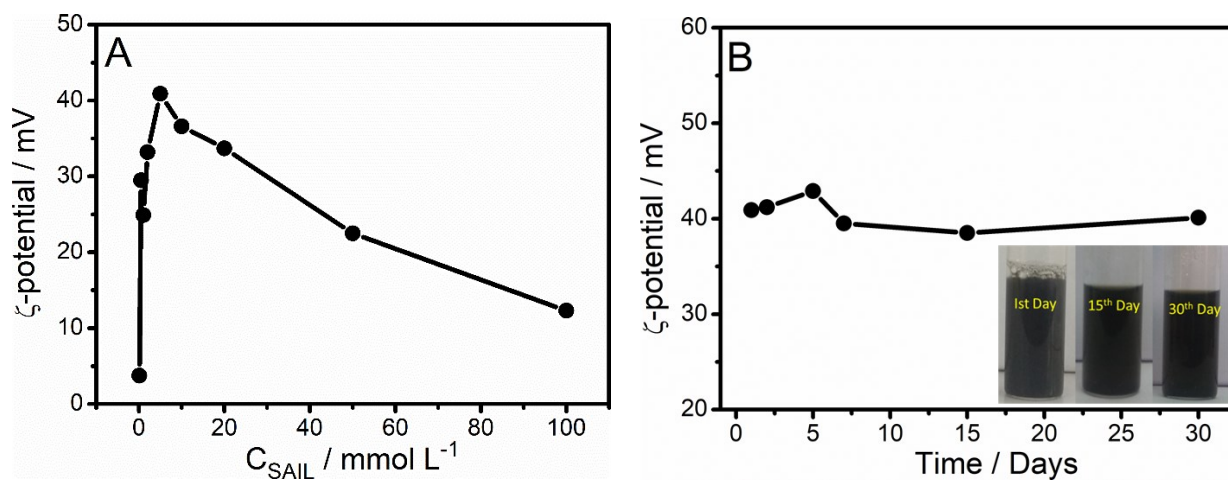 A
50
40
30
20
10
0
ζ-potential / mV
0 20 40 60 80 100
C_SAIL / mmol L⁻¹
B
60
50
40
30
20
ζ-potential / mV
0 5 10 15 20 25 30
Time / Days
Ist Day
15th Day
30th Day